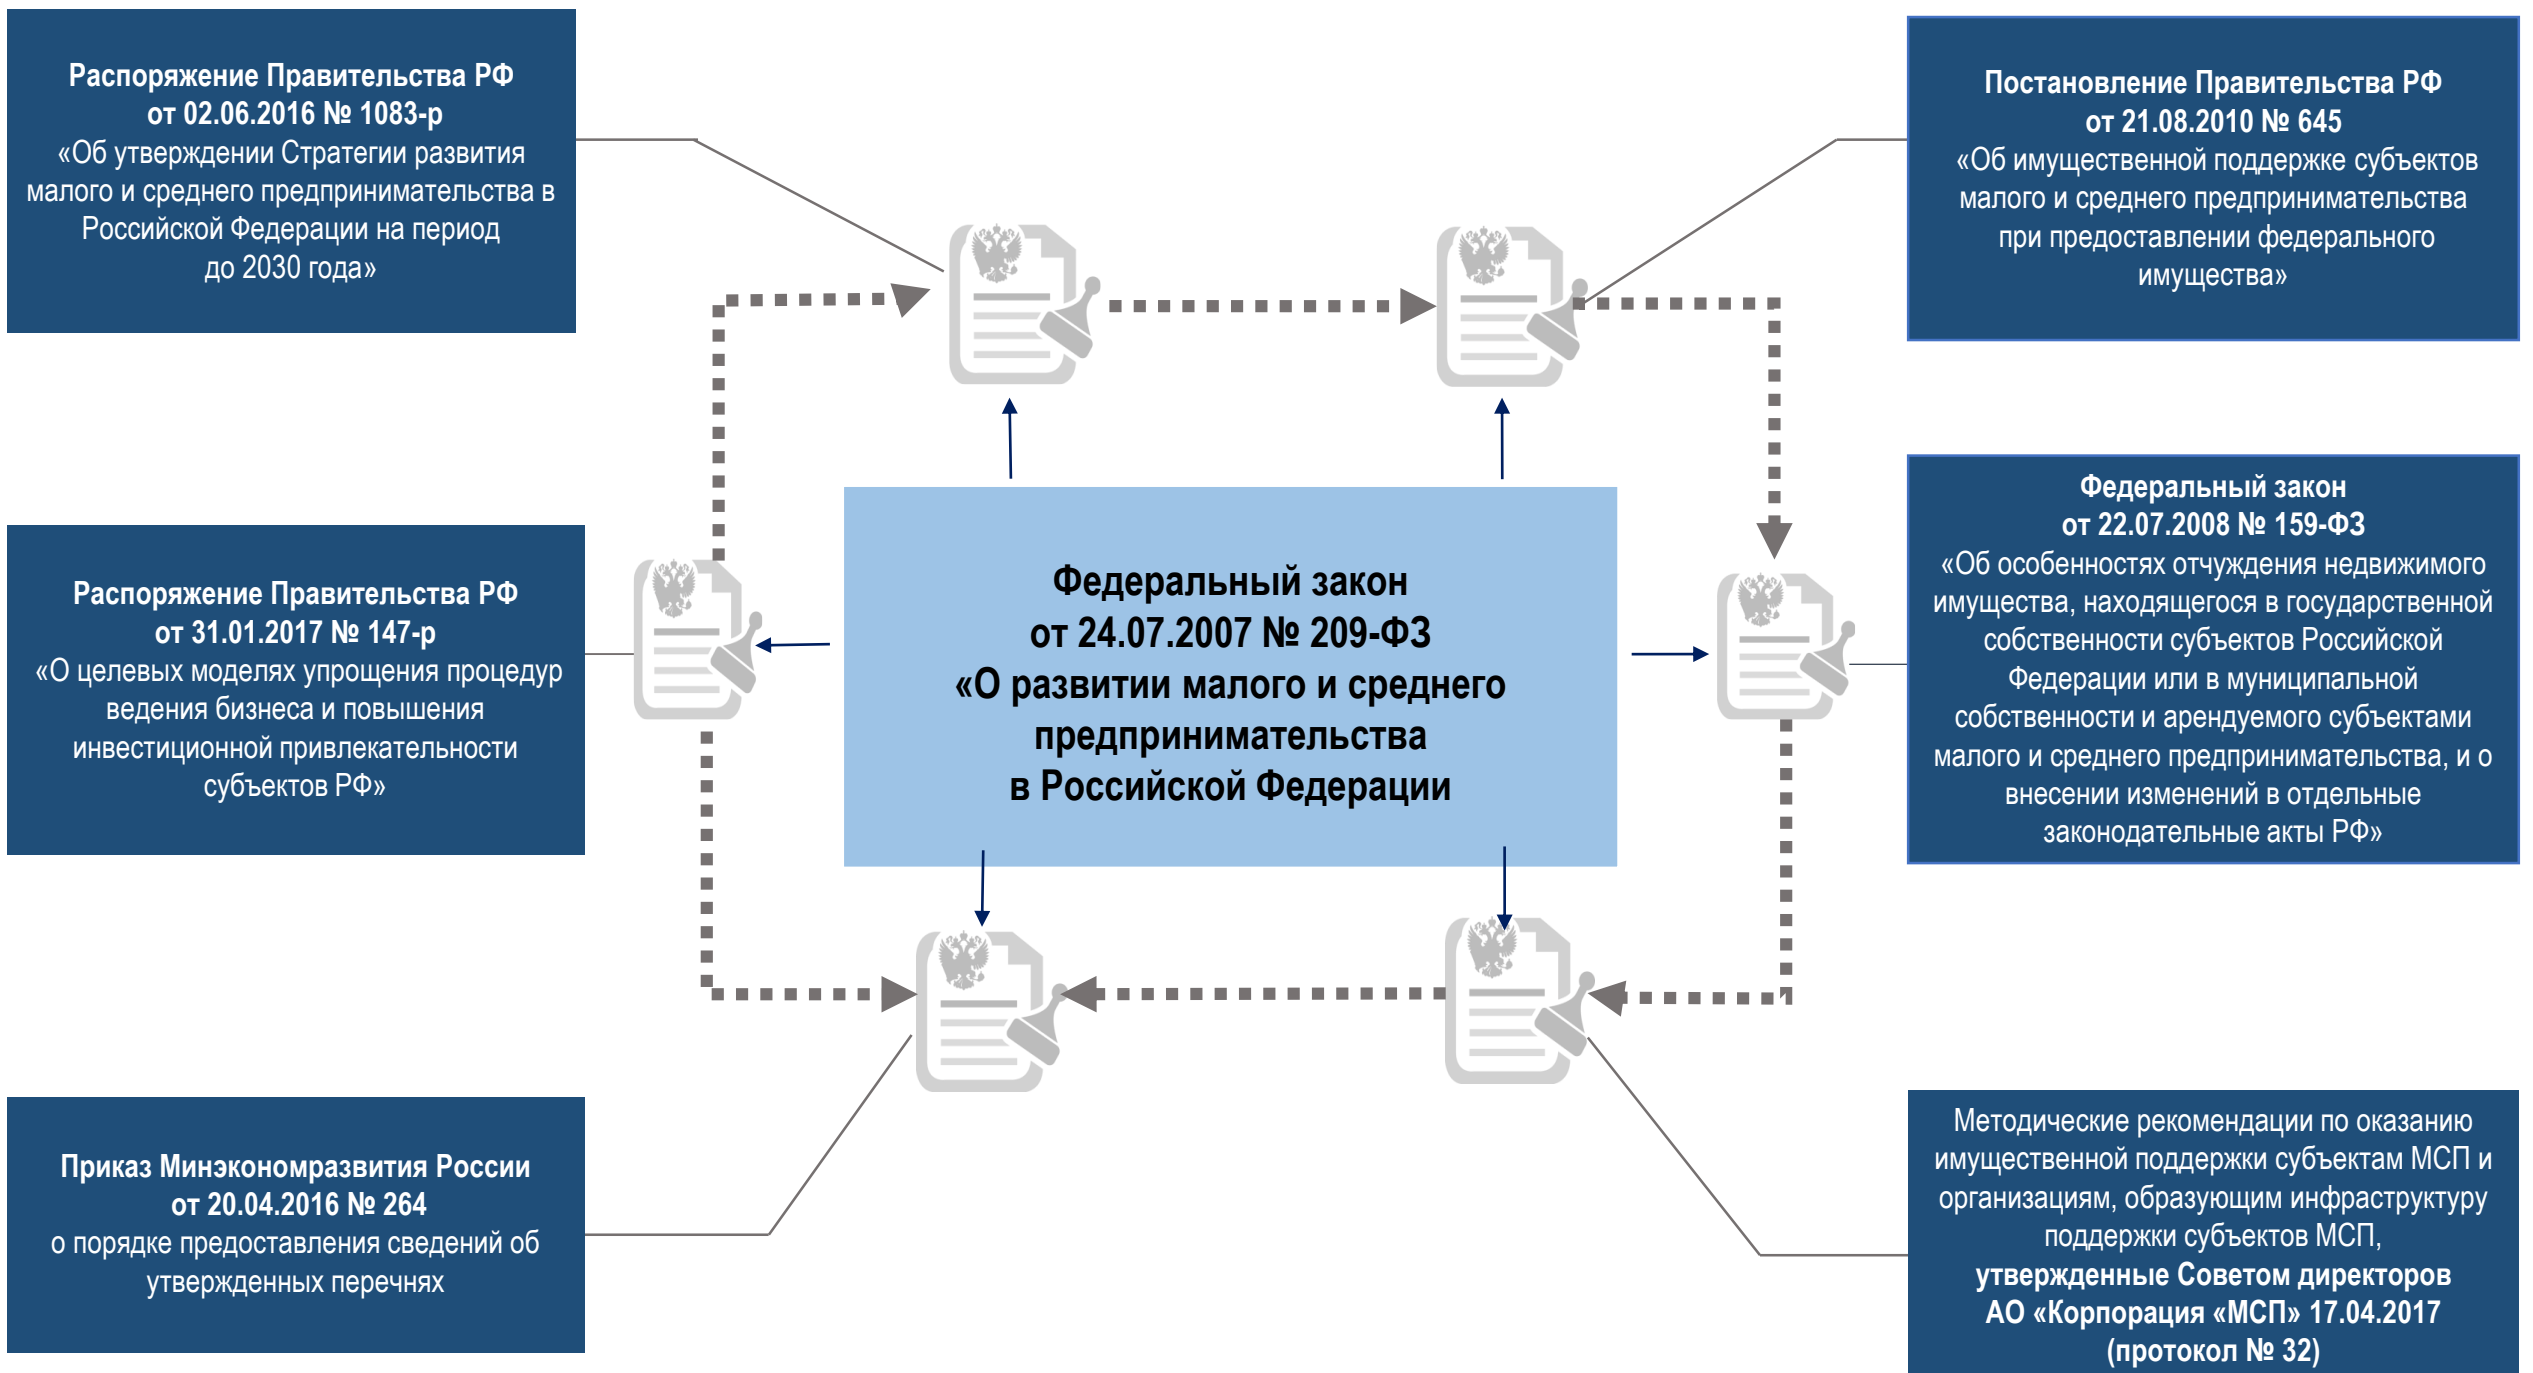 Распоряжение Правительства РФ
от 02.06.2016 № 1083-р
«Об утверждении Стратегии развития
малого и среднего предпринимательства в
Российской Федерации на период
до 2030 года»
Постановление Правительства РФ
от 21.08.2010 № 645
«Об имущественной поддержке субъектов
малого и среднего предпринимательства
при предоставлении федерального
имущества»
Распоряжение Правительства РФ
от 31.01.2017 № 147-р
«О целевых моделях упрощения процедур
ведения бизнеса и повышения
инвестиционной привлекательности
субъектов РФ»
Федеральный закон
от 24.07.2007 № 209-ФЗ
«О развитии малого и среднего
предпринимательства
в Российской Федерации
Федеральный закон
от 22.07.2008 № 159-ФЗ
«Об особенностях отчуждения недвижимого
имущества, находящегося в государственной
собственности субъектов Российской
Федерации или в муниципальной
собственности и арендуемого субъектами
малого и среднего предпринимательства, и о
внесении изменений в отдельные
законодательные акты РФ»
Приказ Минэкономразвития России
от 20.04.2016 № 264
о порядке предоставления сведений об
утвержденных перечнях
Методические рекомендации по оказанию
имущественной поддержки субъектам МСП и
организациям, образующим инфраструктуру
поддержки субъектов МСП,
утвержденные Советом директоров
АО «Корпорация «МСП» 17.04.2017
(протокол № 32)